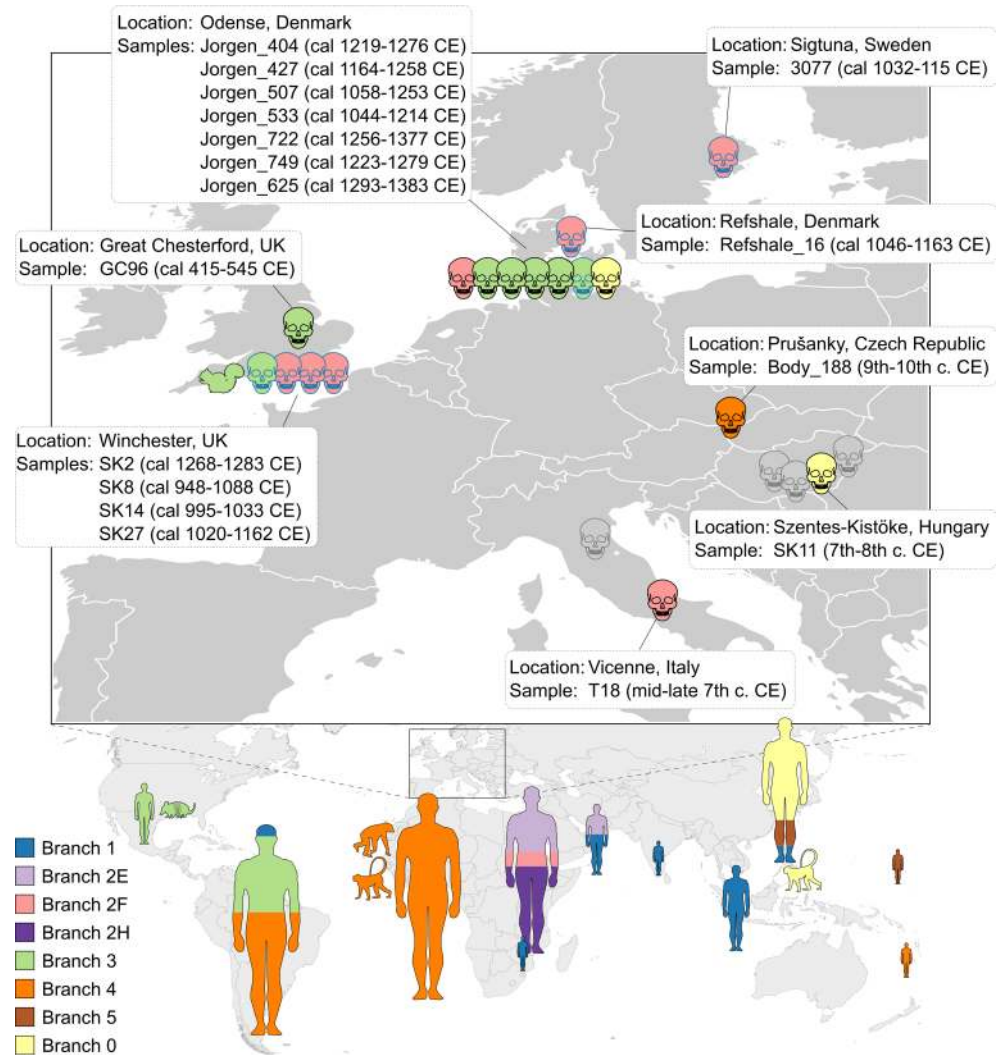 Location: Odense, Denmark
Samples: Jorgen_404 (cal 1219-1276 CE)
Jorgen_427 (cal 1164-1258 CE)
Jorgen_507 (cal 1058-1253 CE)
Jorgen_533 (cal 1044-1214 CE)
Jorgen_722 (cal 1256-1377 CE)
Jorgen_749 (cal 1223-1279 CE)
Jorgen_625 (cal 1293-1383 CE)
Location: Sigtuna, Sweden
Sample: 3077 (cal 1032-115 CE)
Location: Refshale, Denmark
Sample: Refshale_16 (cal 1046-1163 CE)
Location: Great Chesterford, UK
Sample: GC96 (cal 415-545 CE)
Location: Prušanky, Czech Republic
Sample: Body_188 (9th-10th c. CE)
Location: Winchester, UK
Samples: SK2 (cal 1268-1283 CE)
SK8 (cal 948-1088 CE)
SK14 (cal 995-1033 CE)
SK27 (cal 1020-1162 CE)
Location: Szentes-Kistöke, Hungary
Sample: SK11 (7th-8th c. CE)
Location: Vicenne, Italy
Sample: T18 (mid-late 7th c. CE)
Branch 1
Branch 2E
Branch 2F
Branch 2H
Branch 3
Branch 4
Branch 5
Branch 0